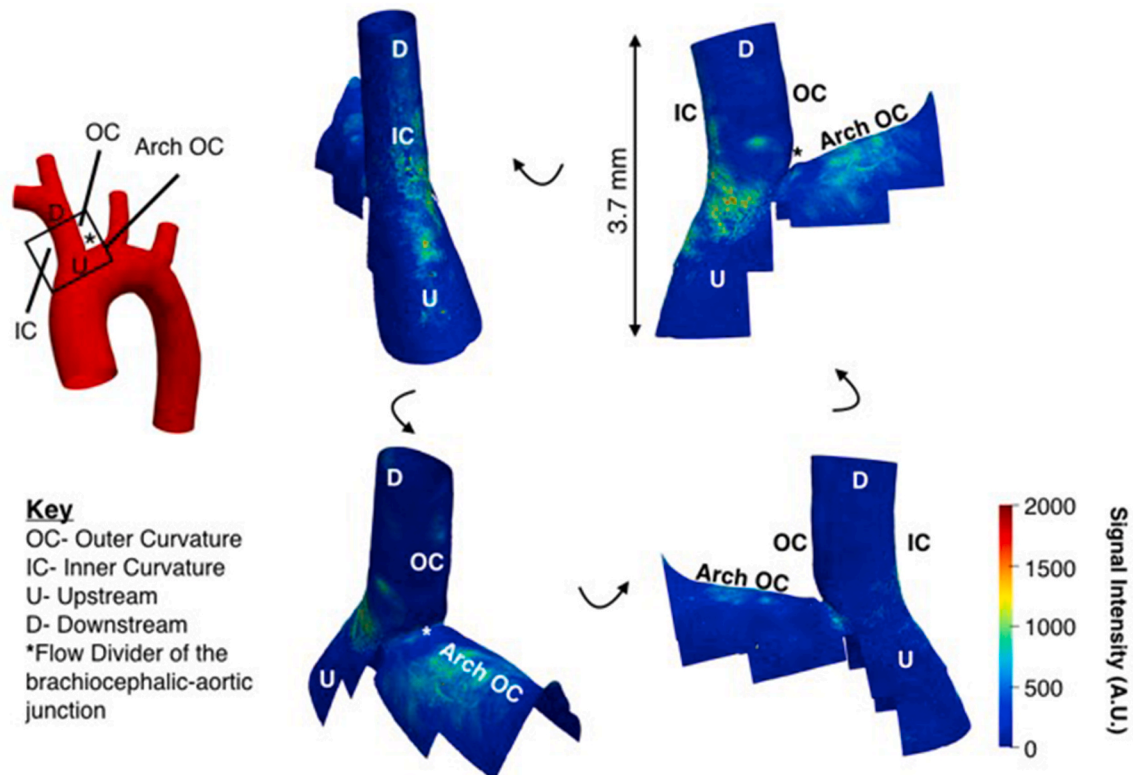 OC
Arch OC
D
*
U
IC
D
IC
U
3.7 mm
D
IC
OC
Arch OC
*
U
D
OC
*
Arch OC
U
D
OC
IC
Arch OC
U
Key
OC- Outer Curvature
IC- Inner Curvature
U- Upstream
D- Downstream
*Flow Divider of the
brachiocephalic-aortic
junction
2000
1500
1000
500
0
Signal Intensity (A.U.)